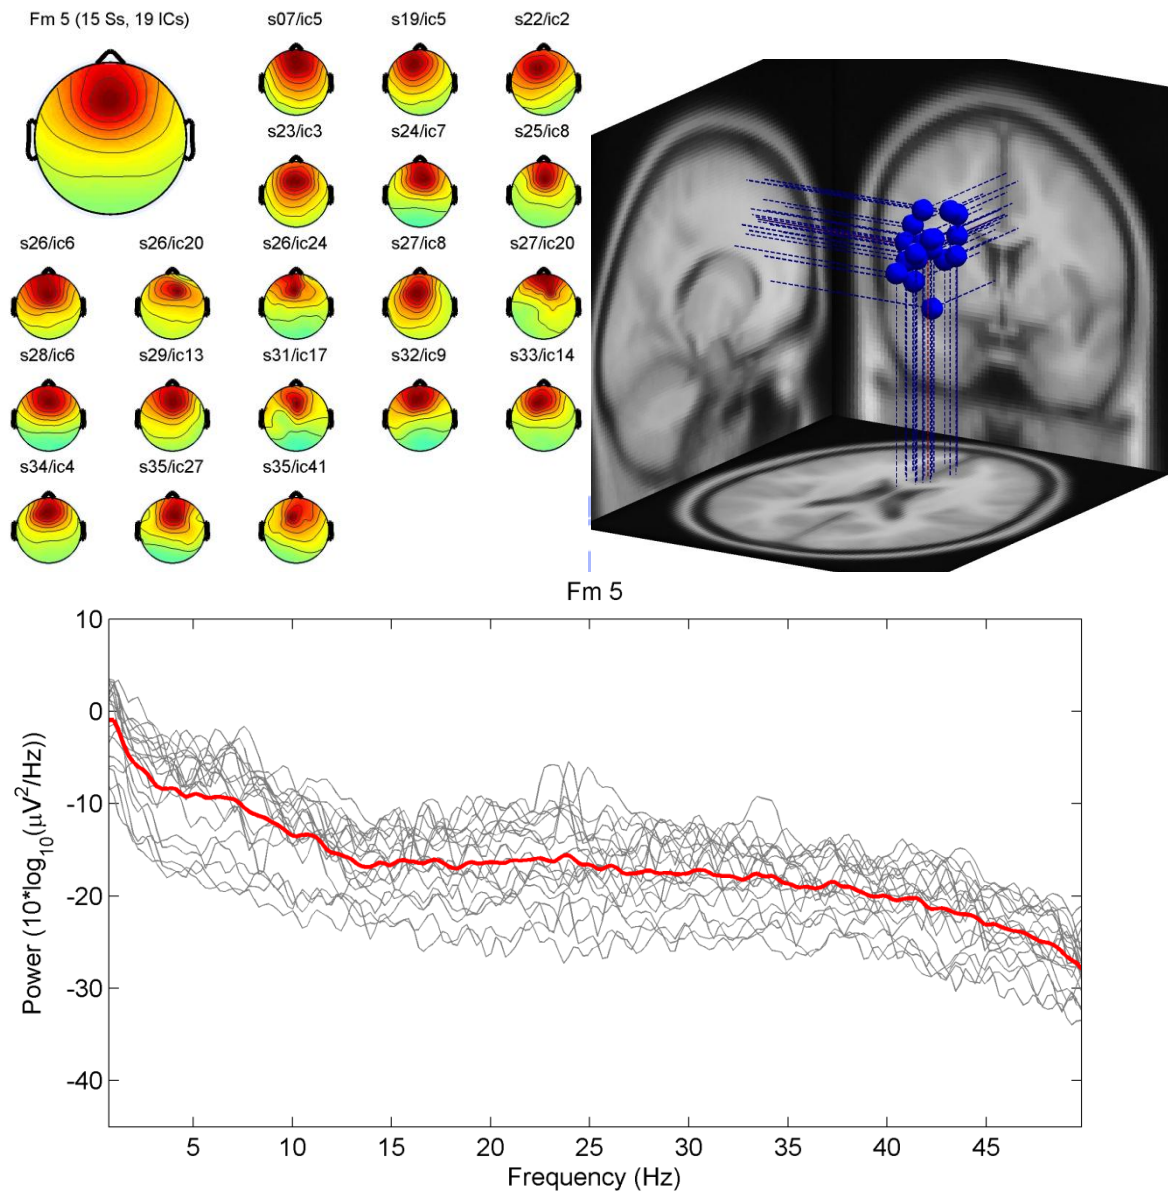 Fm 5 (15 Ss, 19 ICs)
s07/ic5 s19/ic5 s22/ic2
s23/ic3 s24/ic7 s25/ic8
s26/ic6 s26/ic20 s26/ic24 s27/ic8 s27/ic20
s28/ic6 s29/ic13 s31/ic17 s32/ic9 s33/ic14
s34/ic4 s35/ic27 s35/ic41
Fm 5
10
0
-10
-20
-30
-40
Power (10*log₁₀(μV²/Hz))
5 10 15 20 25 30 35 40 45
Frequency (Hz)